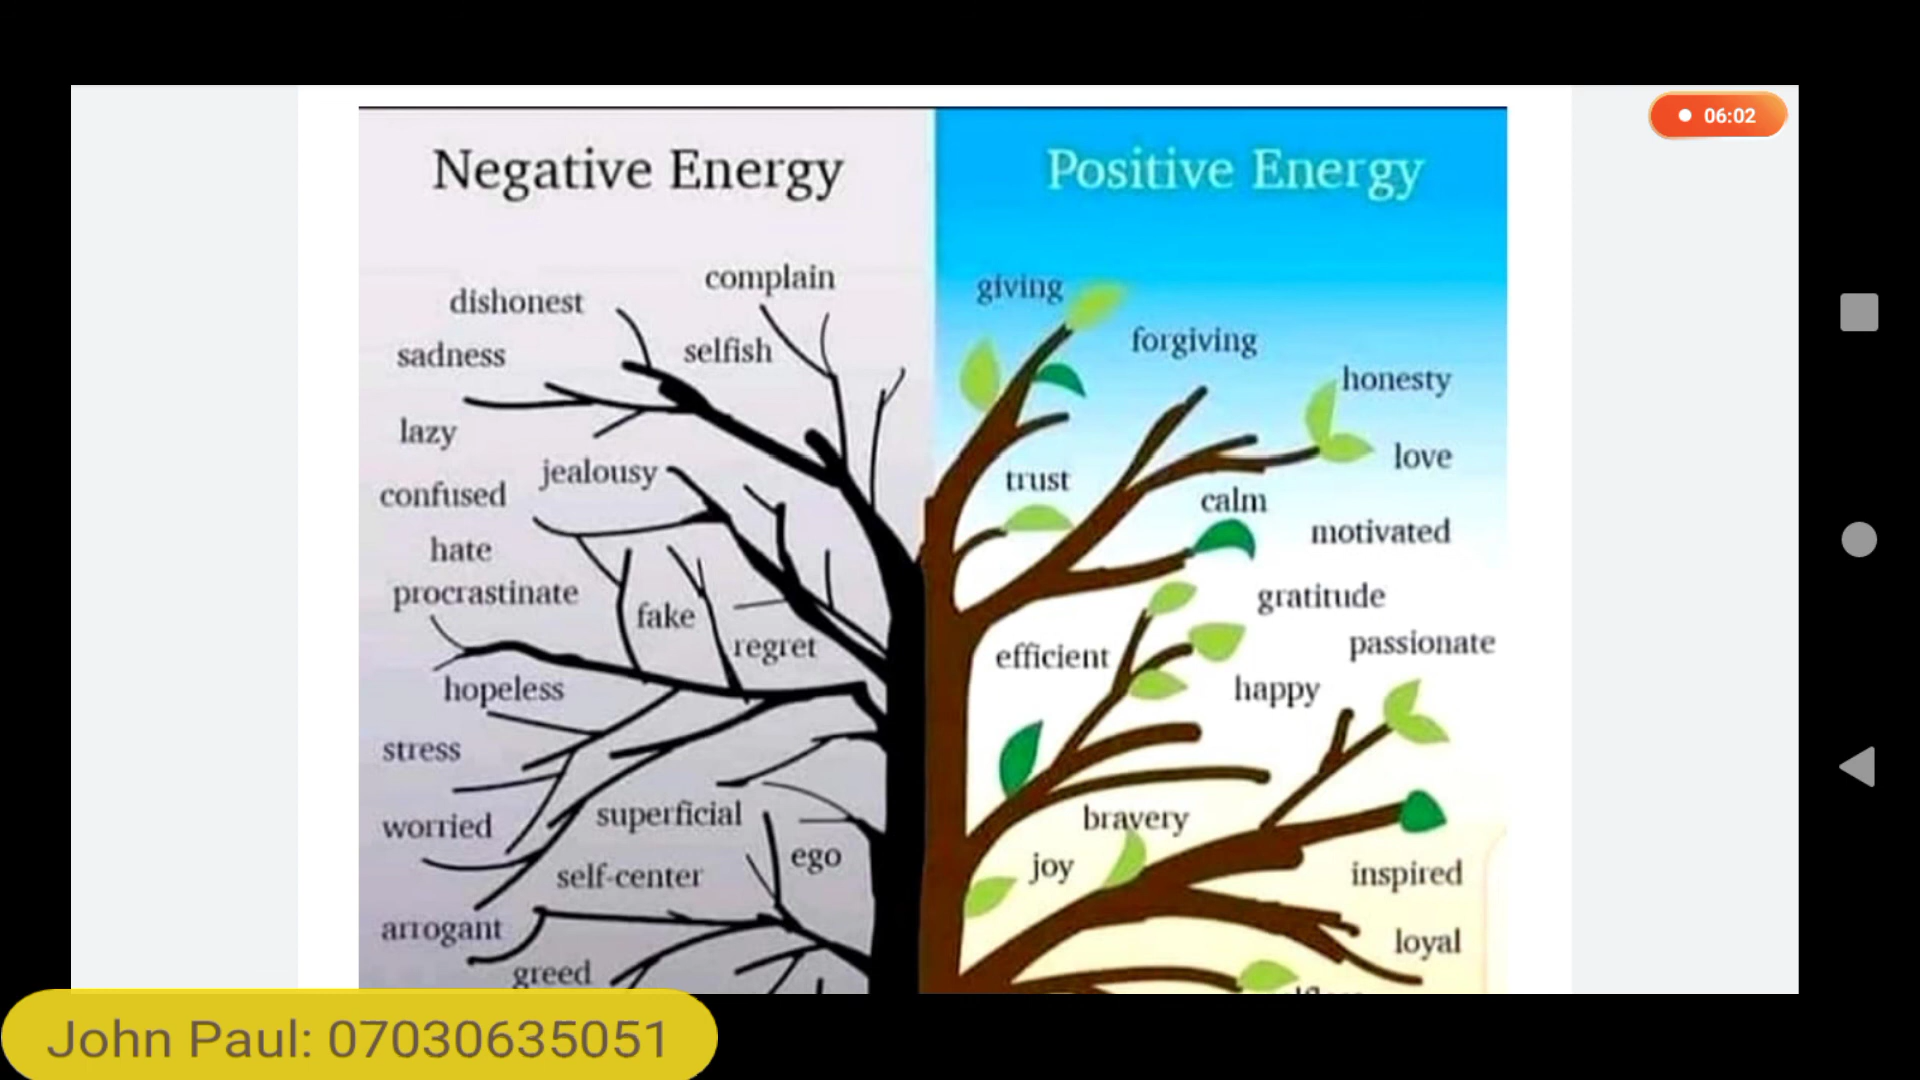 06:02
Negative Energy
complain
dishonest
selfish
sadness
lazy
jealousy
confused
hate
procrastinate
fake
regret
hopeless
stress
superficial
worried
ego
self-center
arrogant
greed
Positive Energy
giving
forgiving
honesty
love
trust
calm
motivated
gratitude
passionate
efficient
happy
bravery
joy
inspired
loyal
John Paul: 07030635051